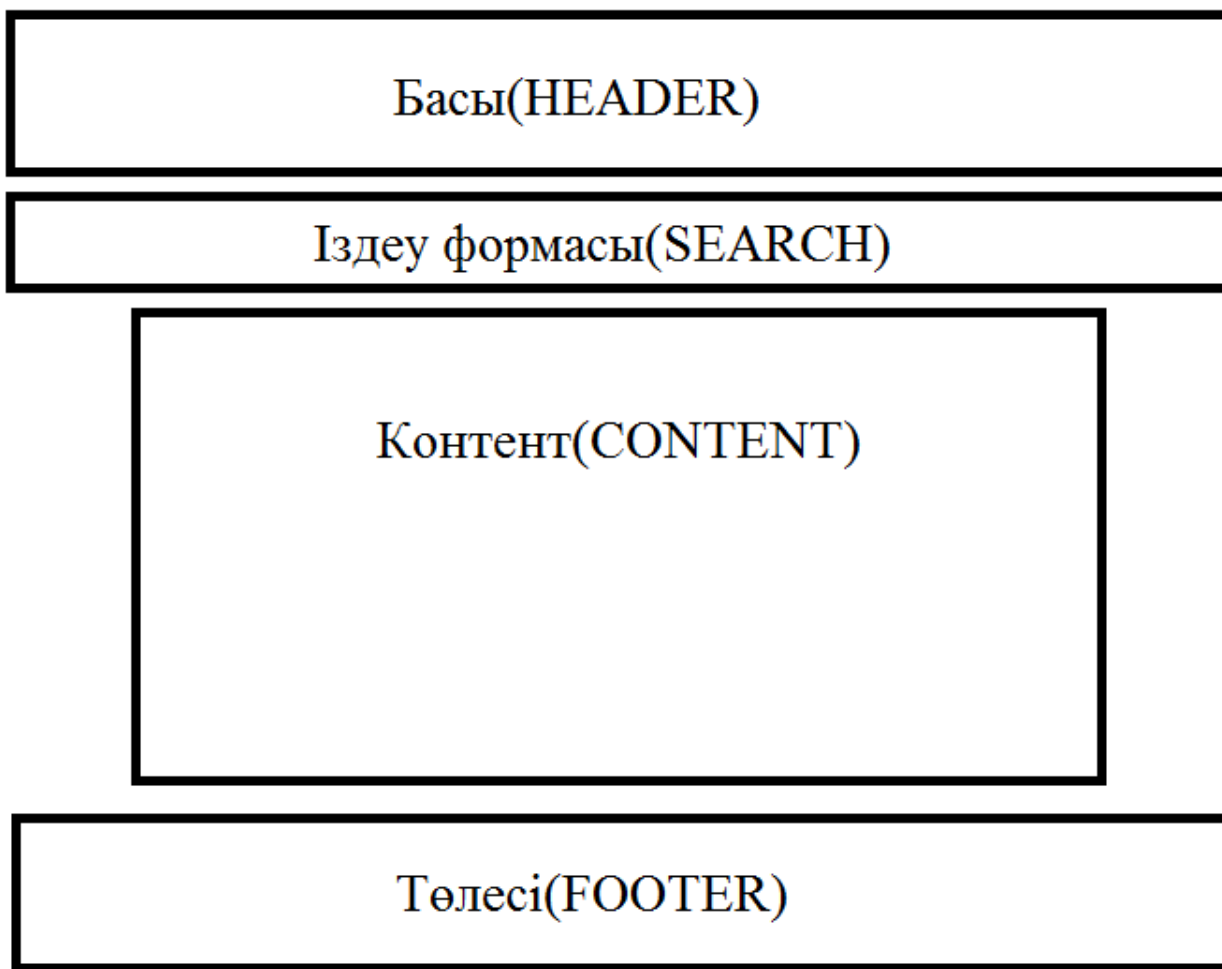 Басы(HEADER)
Іздеу формасы(SEARCH)
Контент(CONTENT)
Төлесі(FOOTER)